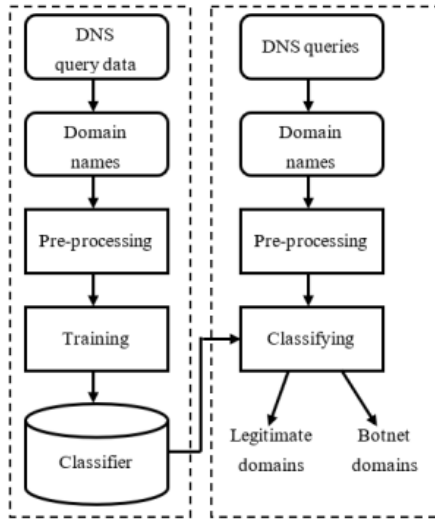 DNS
query data
Domain
names
Pre-processing
Training
Classifier
DNS queries
Domain
names
Pre-processing
Classifying
Legitimate
domains
Botnet
domains